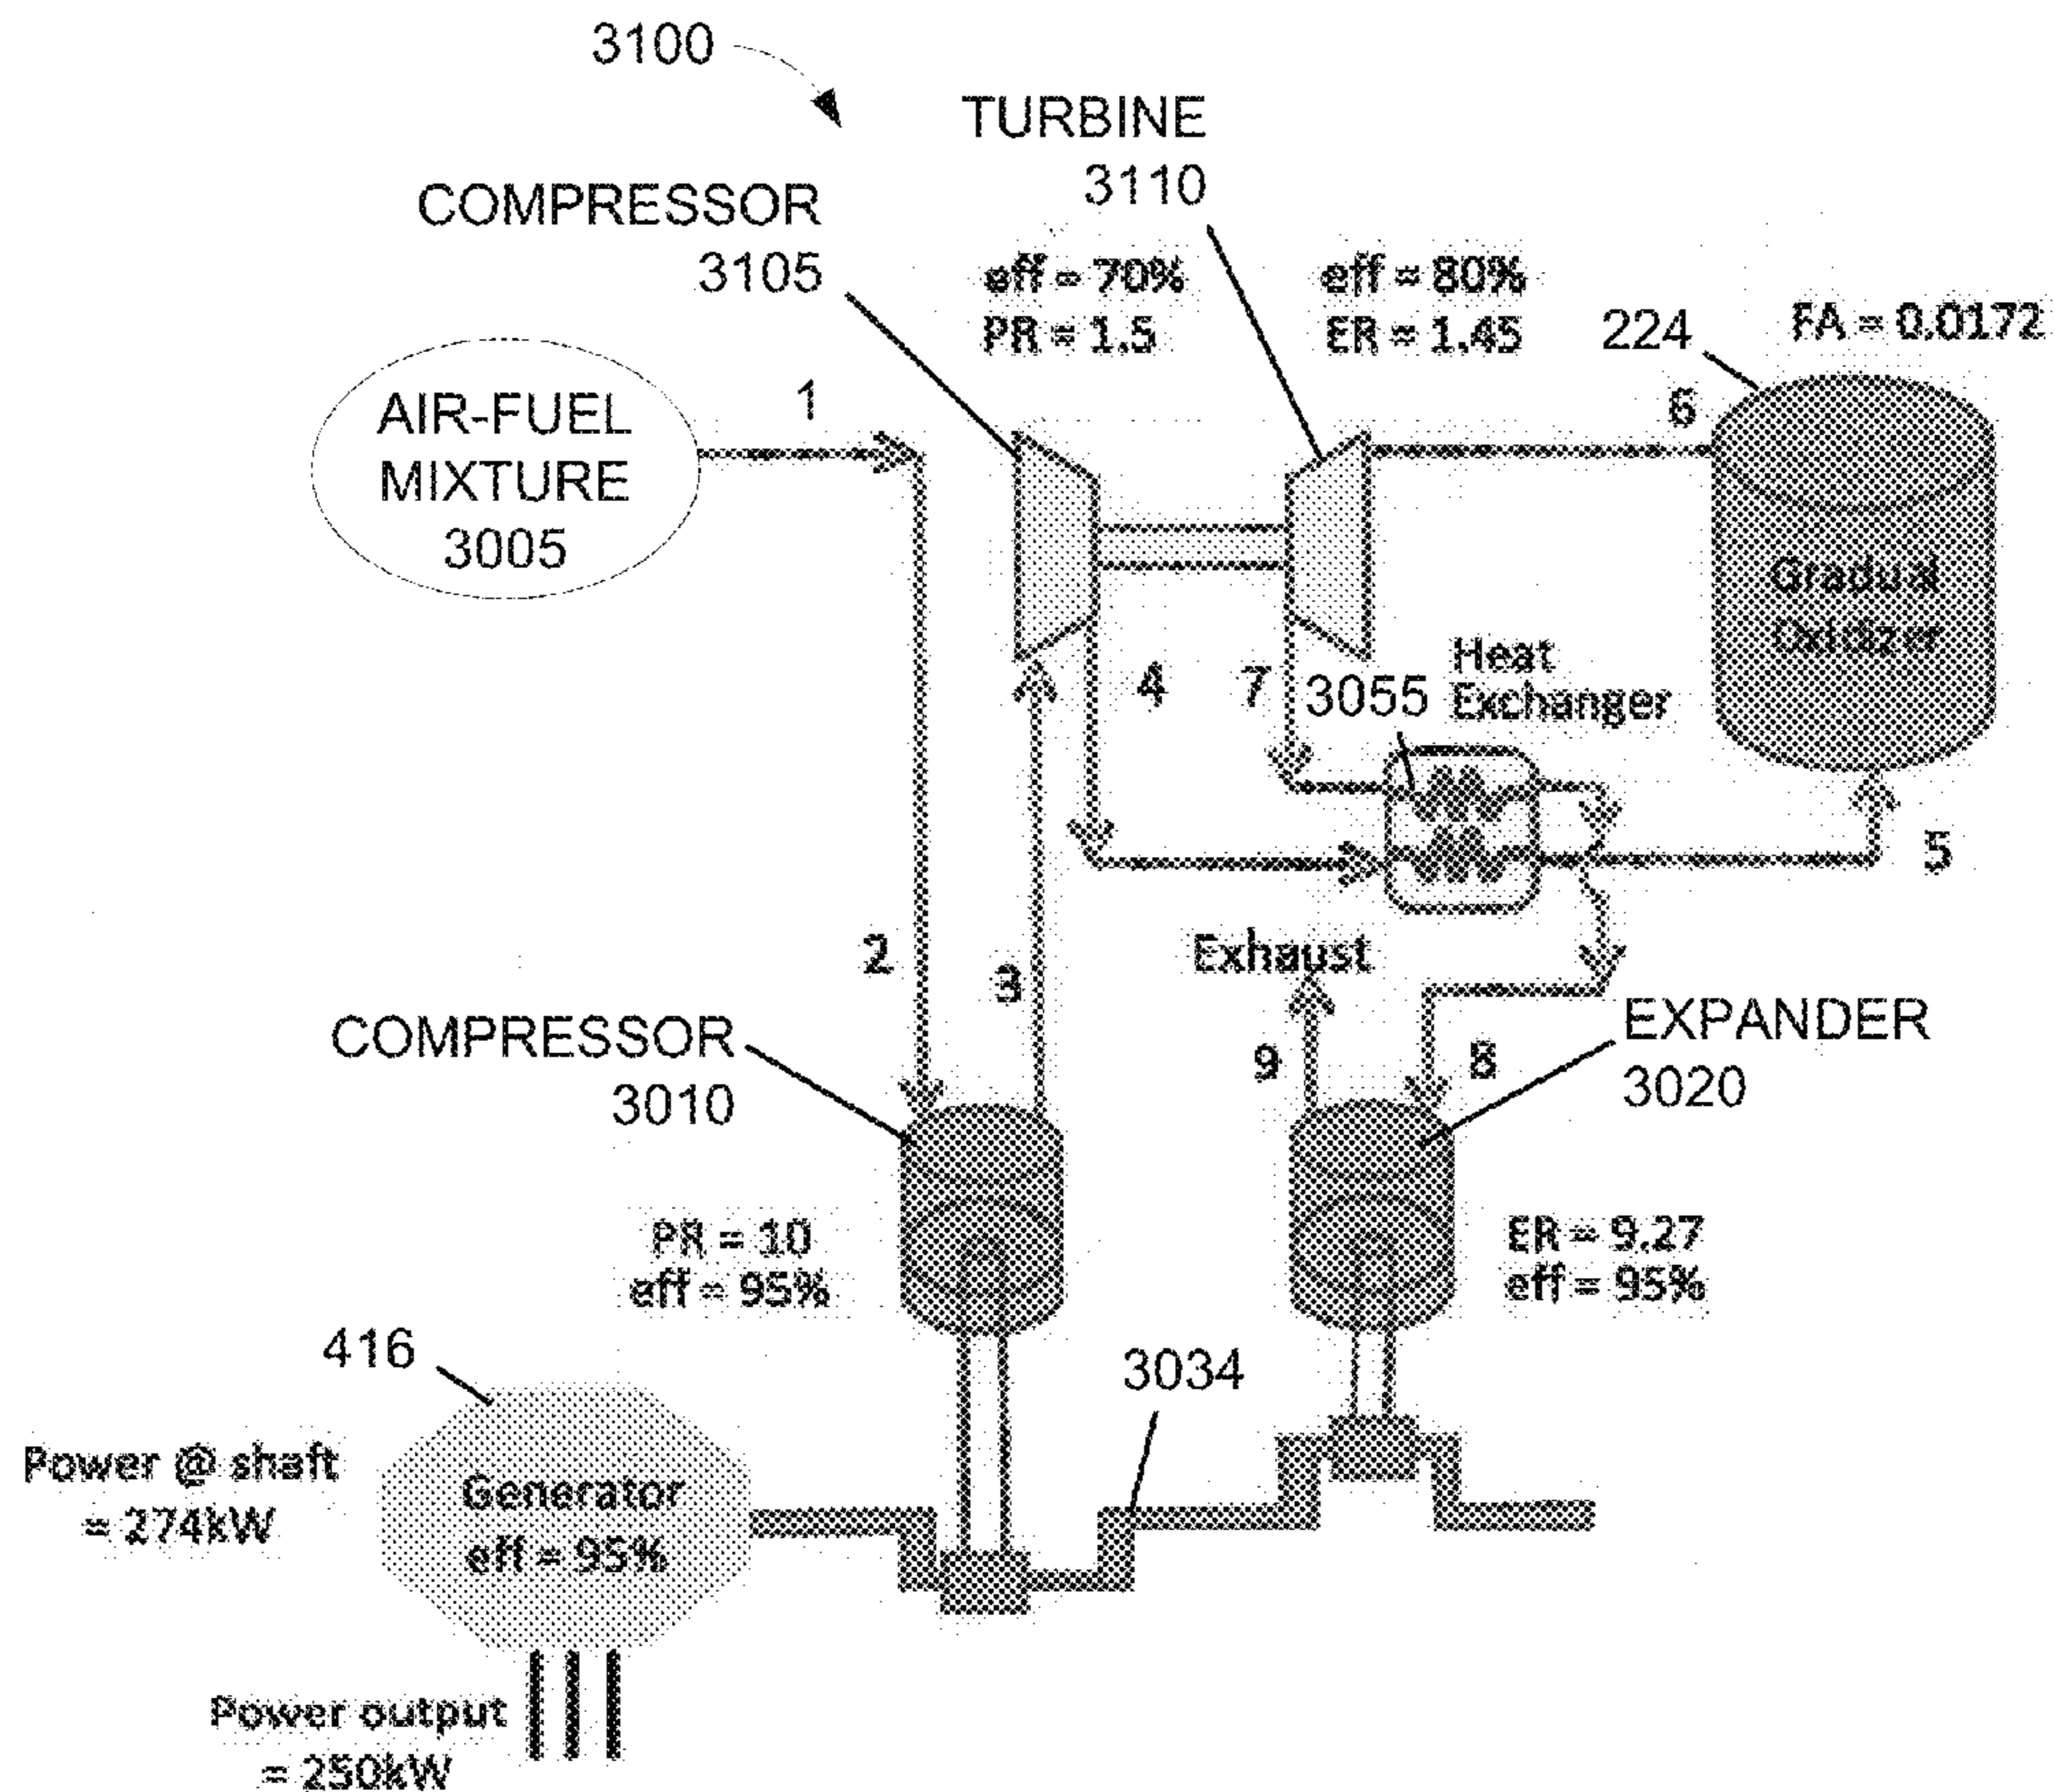 3100
TURBINE
3110
COMPRESSOR
3105
eff = 70%
PR = 1.5
eff = 80%
ER = 1.45
224
FA = 0.0172
AIR-FUEL
MIXTURE
3005
1
6
Gradual
Oxidizer
4
7
3055
Heat
Exchanger
5
2
3
Exhaust
COMPRESSOR
3010
9
8
EXPANDER
3020
PR = 10
eff = 95%
ER = 9.27
eff = 95%
416
3034
Power @ shaft
= 274kW
Generator
eff = 95%
Power output
= 250kW